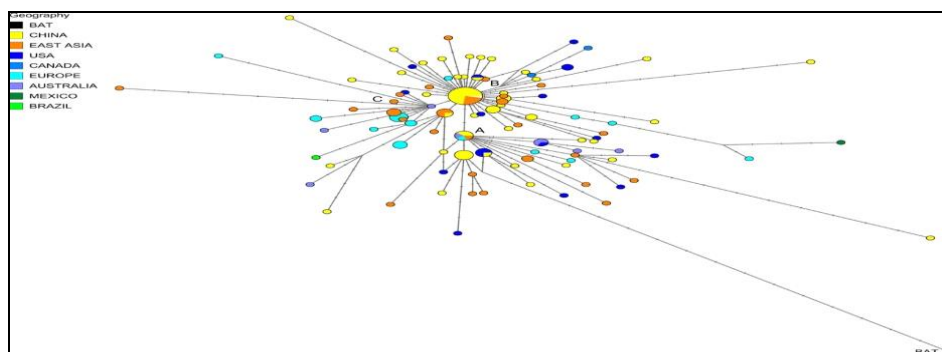 Geography
BAT
CHINA
EAST ASIA
USA
CANADA
EUROPE
AUSTRALIA
MEXICO
BRAZIL
B
C
A
BAT